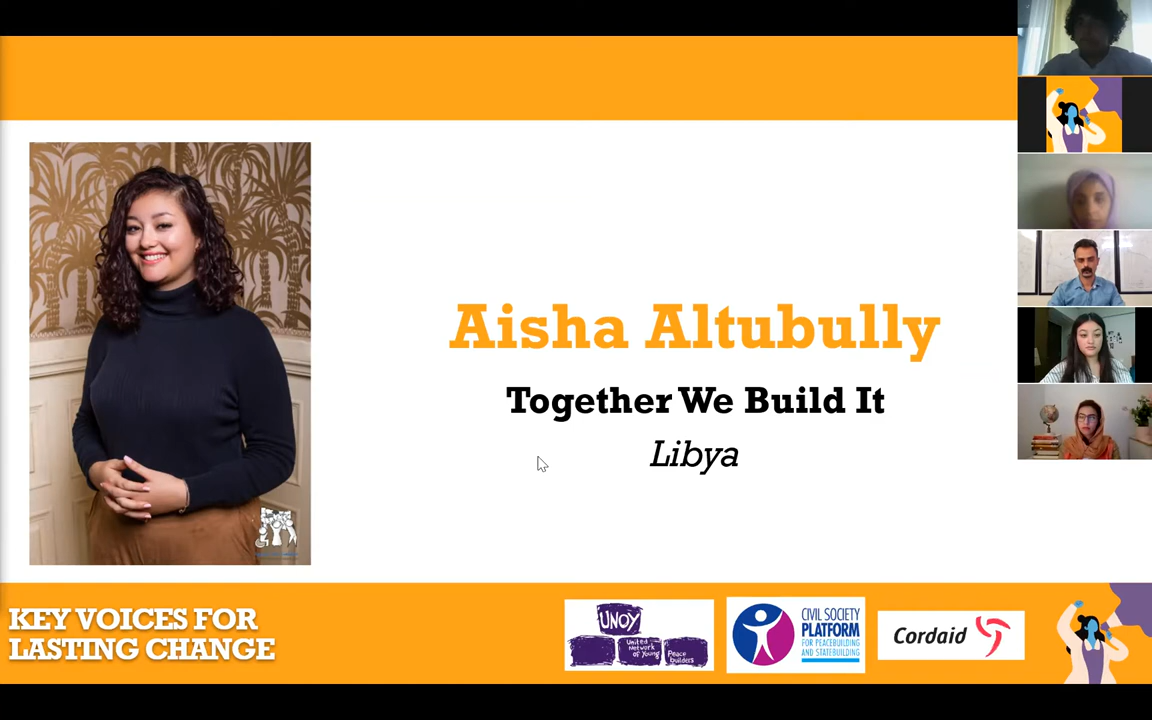 Aisha Altubully
Together We Build It
Libya
KEY VOICES FOR
LASTING CHANGE
UNOY
United
Network
of Young
Peace
builders
CIVIL SOCIETY
PLATFORM
FOR PEACEBUILDING
AND STATEBUILDING
Cordaid